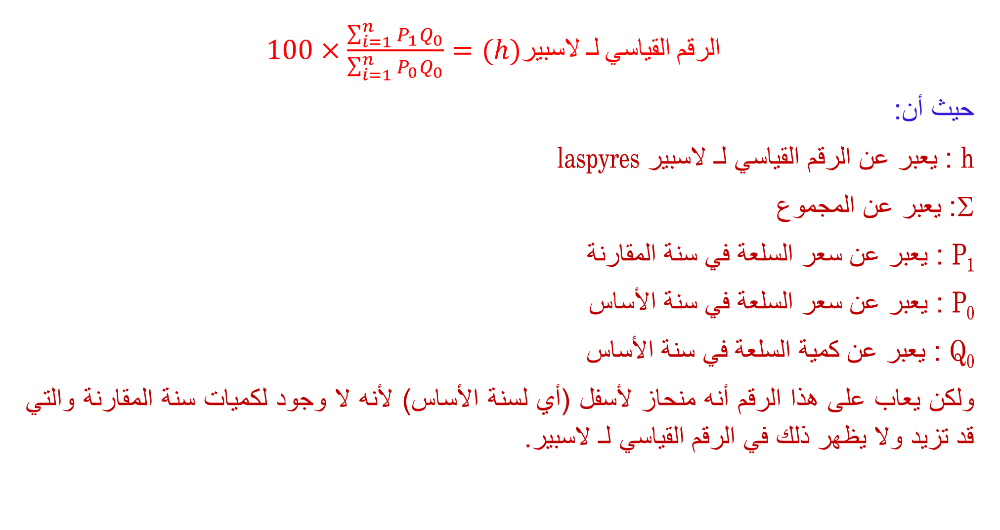 الرقم القياسي لـ لاسبير(h) = \frac{\sum_{i=1}^{n} P_1 Q_0}{\sum_{i=1}^{n} P_0 Q_0} × 100
حيث أن:
h : يعبر عن الرقم القياسي لـ لاسبير laspyres
Σ: يعبر عن المجموع
P₁ : يعبر عن سعر السلعة في سنة المقارنة
P₀ : يعبر عن سعر السلعة في سنة الأساس
Q₀ : يعبر عن كمية السلعة في سنة الأساس
ولكن يعاب على هذا الرقم أنه منحاز لأسفل (أي لسنة الأساس) لأنه لا وجود لكميات سنة المقارنة والتي
قد تزيد ولا يظهر ذلك في الرقم القياسي لـ لاسبير.